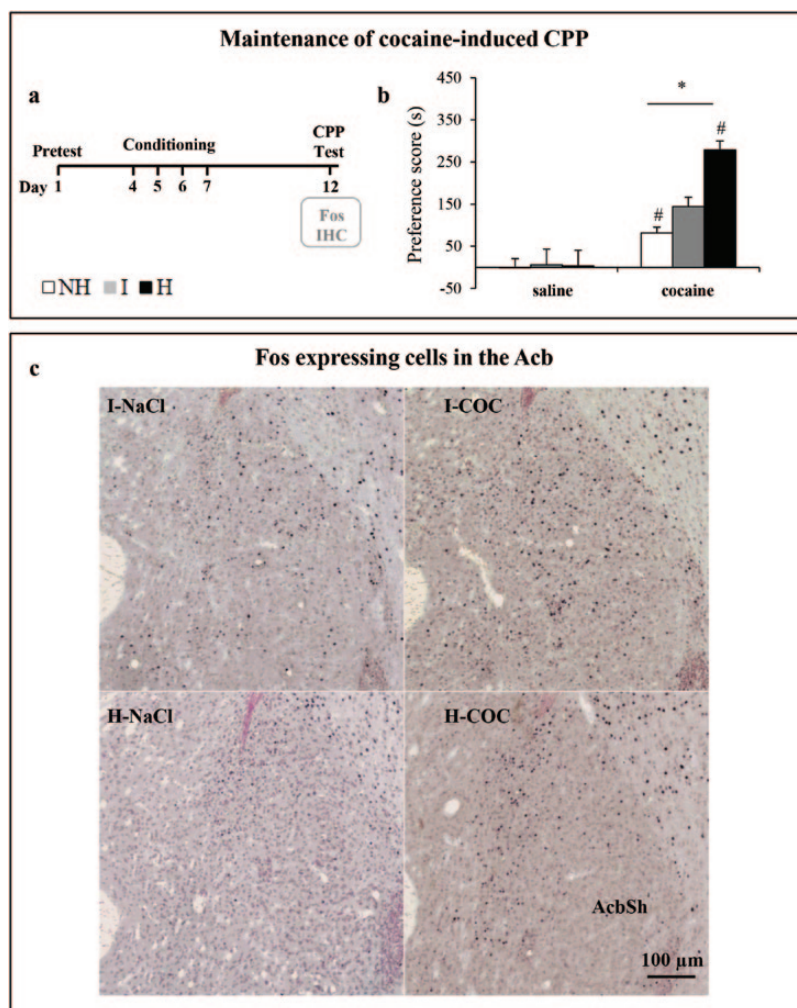 Maintenance of cocaine-induced CPP
a
Pretest
Conditioning
CPP
Test
Day 1 4 5 6 7 12
Fos
IHC
NH I H
b
Preference score (s)
450
350
250
150
50
-50
*
#
#
saline cocaine
Fos expressing cells in the Acb
c
I-NaCl I-COC
H-NaCl H-COC
AcbSh
100 µm